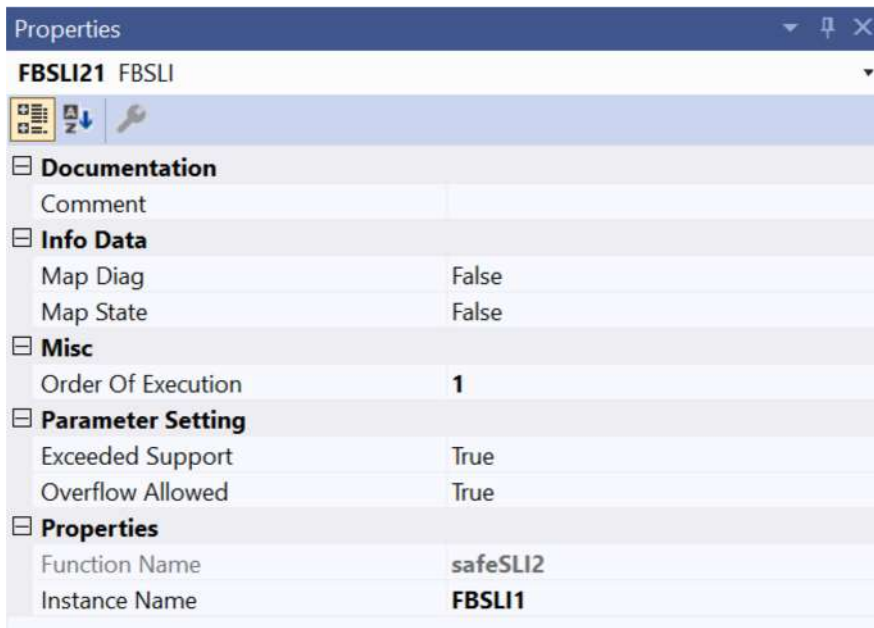 Properties
FBSLI21 FBSLI
Documentation
Comment
Info Data
Map Diag False
Map State False
Misc
Order Of Execution 1
Parameter Setting
Exceeded Support True
Overflow Allowed True
Properties
Function Name safeSLI2
Instance Name FBSLI1